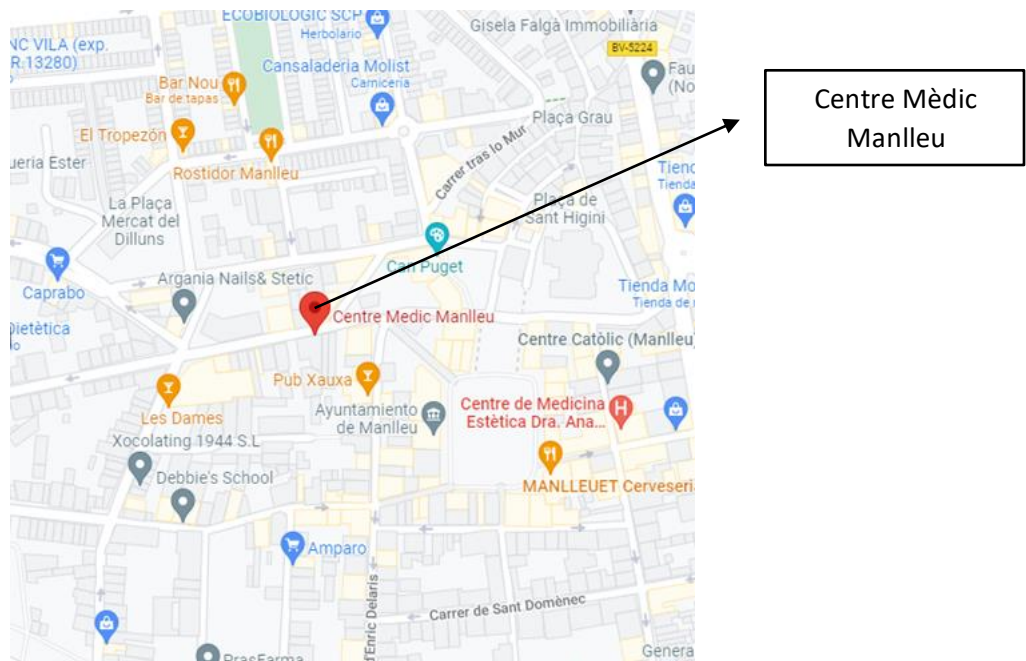 ECOBIOLOGIC SCP
Herbolario
Gisela Falgà Immobiliària
NC VILA (exp.
R.13280)
BV-5224
Cansaladeria Molist
Carniceria
Fau
(No
Bar Nou
Bar de tapas
Plaça Grau
El Tropezón
ueria Ester
Rostidor Manlleu
Carrer tras lo Mur
Tienc
Tienda
La Plaça
Mercat del
Dilluns
Plaça de
Sant Higini
Can Puget
Argania Nails& Stetic
Caprabo
Tienda Mo
Tienda de
Centre Medic Manlleu
Dietètica
Centre Catòlic (Manlleu)
Pub Xauxa
Les Dames
Ayuntamiento
de Manlleu
Centre de Medicina
Estètica Dra. Ana...
Xocolating 1944 S.L
Debbie's School
MANLLEUET Cerveseri
Amparo
d'Enric Delaris
Carrer de Sant Domènec
PrasFarma
Genera
Centre Mèdic
Manlleu